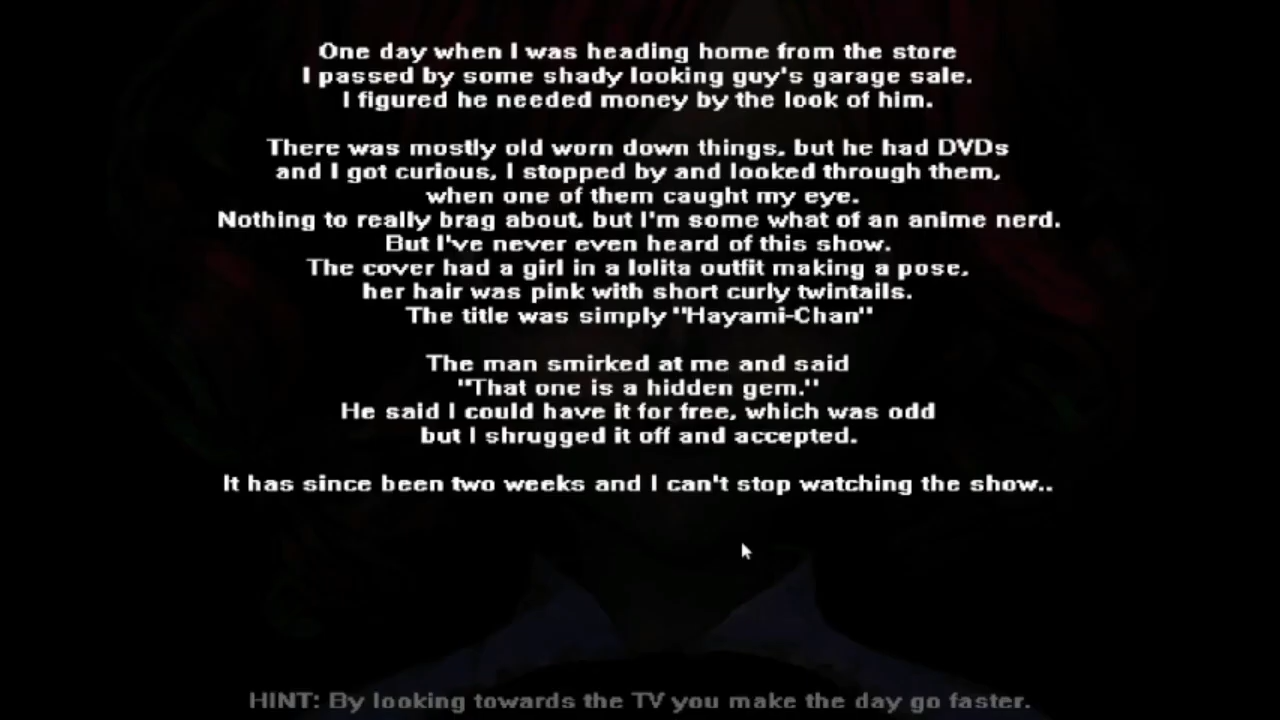 One day when I was heading home from the store
I passed by some shady looking guy's garage sale.
I figured he needed money by the look of him.
There was mostly old worn down things, but he had DVDs
and I got curious, I stopped by and looked through them,
when one of them caught my eye.
Nothing to really brag about, but I'm some what of an anime nerd.
But I've never even heard of this show.
The cover had a girl in a lolita outfit making a pose,
her hair was pink with short curly twintails.
The title was simply "Hayami-Chan"
The man smirked at me and said
"That one is a hidden gem."
He said I could have it for free, which was odd
but I shrugged it off and accepted.
It has since been two weeks and I can't stop watching the show..
HINT: By looking towards the TV you make the day go faster.